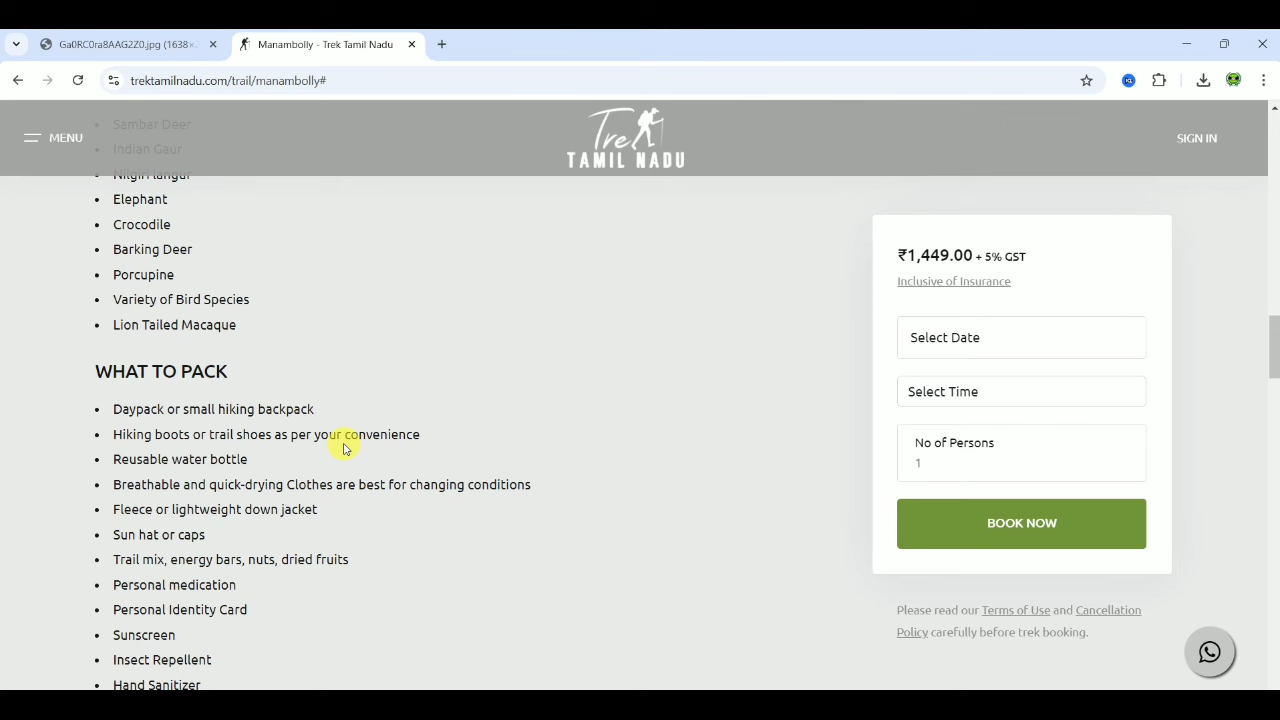 Ga0RC0ra8AAG2Z0.jpg (1638×
Manambolly - Trek Tamil Nadu
trektamilnadu.com/trail/manambolly#
MENU
Trek
TAMIL NADU
SIGN IN
Sambar Deer
Indian Gaur
Nilgiri langur
Elephant
Crocodile
Barking Deer
Porcupine
Variety of Bird Species
Lion Tailed Macaque
WHAT TO PACK
Daypack or small hiking backpack
Hiking boots or trail shoes as per your convenience
Reusable water bottle
Breathable and quick-drying Clothes are best for changing conditions
Fleece or lightweight down jacket
Sun hat or caps
Trail mix, energy bars, nuts, dried fruits
Personal medication
Personal Identity Card
Sunscreen
Insect Repellent
Hand Sanitizer
₹1,449.00 + 5% GST
Inclusive of Insurance
Select Date
Select Time
No of Persons
1
BOOK NOW
Please read our Terms of Use and Cancellation
Policy carefully before trek booking.